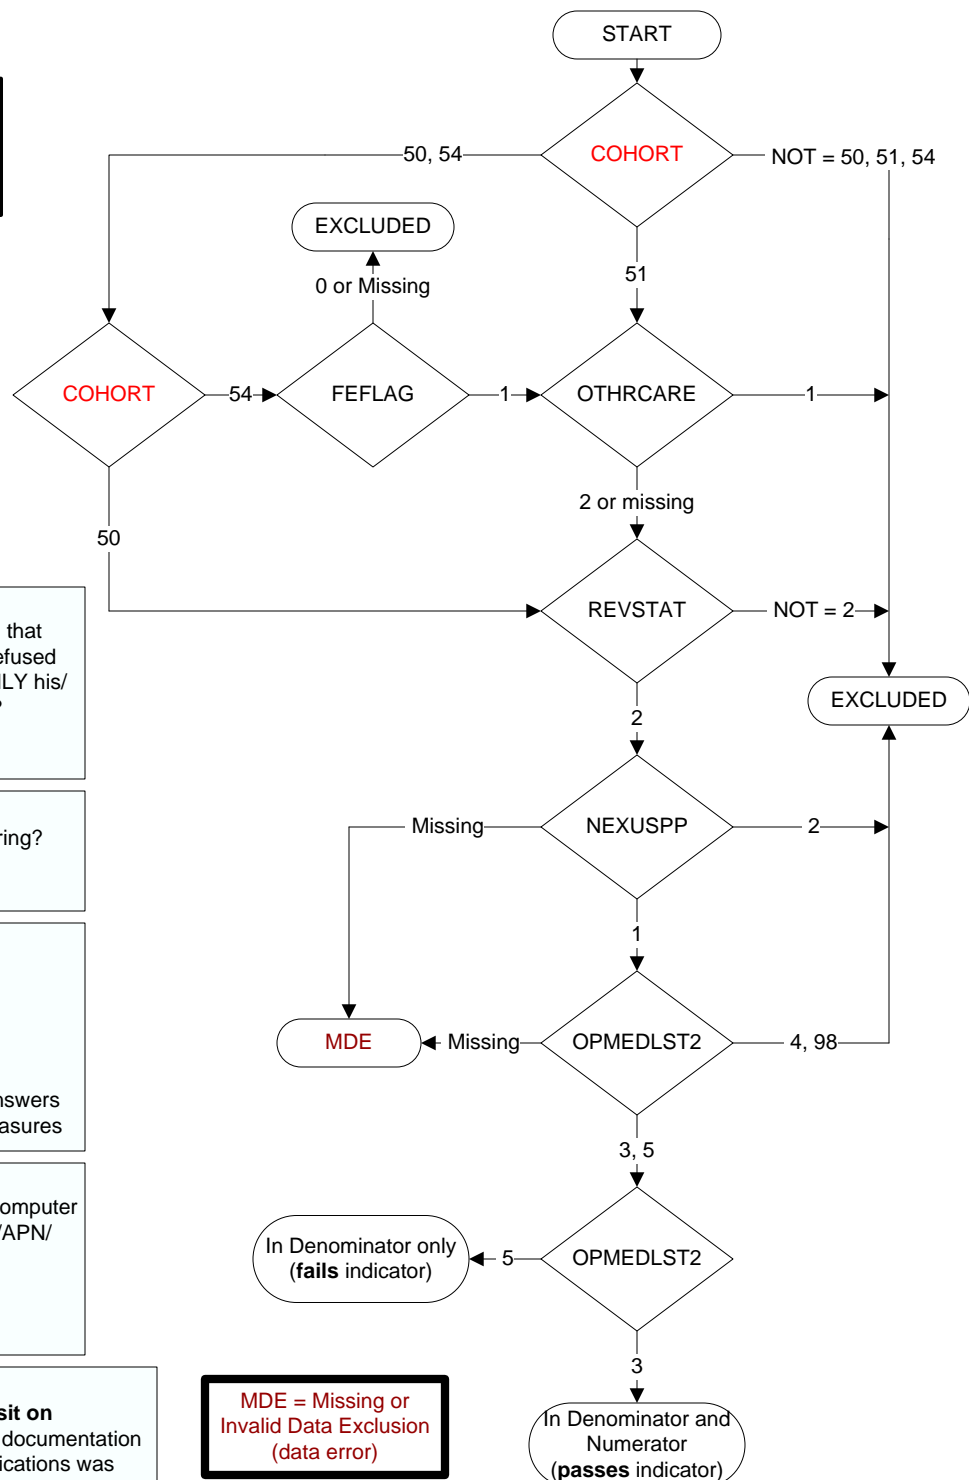 START
COHORT
50, 54
NOT = 50, 51, 54
EXCLUDED
0 or Missing
51
COHORT
54
FEFLAG
1
OTHRCARE
1
2 or missing
50
REVSTAT
NOT = 2
that
efused
LY his/
?
EXCLUDED
2
Missing
NEXUSPP
2
ring?
1
MDE
Missing
OPMEDLST2
4, 98
nswers
asures
3, 5
omputer
/APN/
In Denominator only
(fails indicator)
5
OPMEDLST2
3
sit on
documentation
ications was
MDE = Missing or
Invalid Data Exclusion
(data error)
In Denominator and
Numerator
(passes indicator)